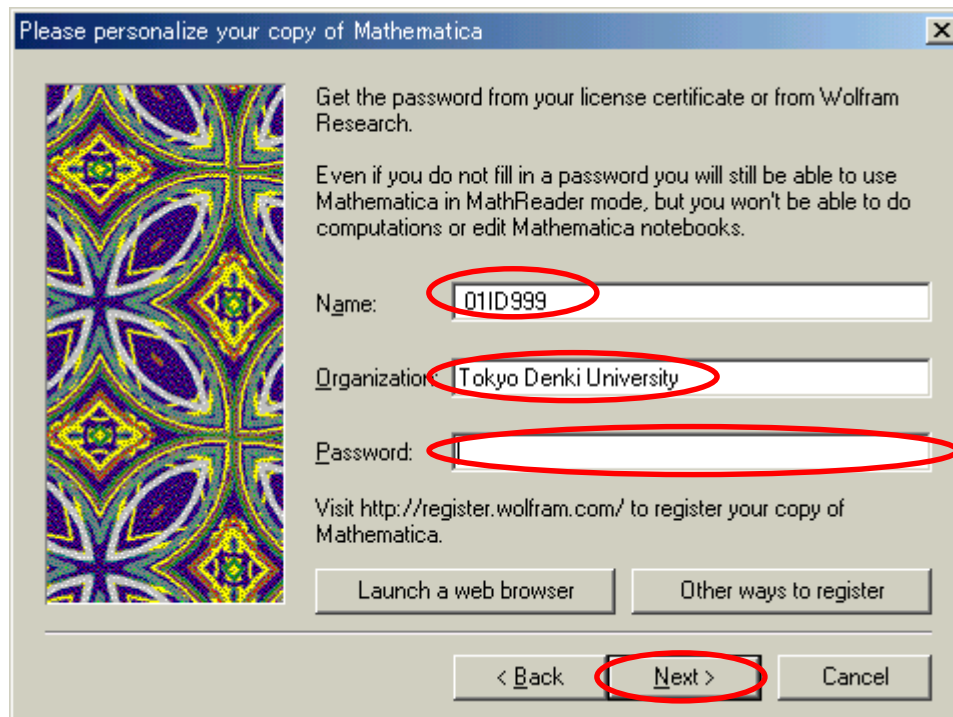 Please personalize your copy of Mathematica
Get the password from your license certificate or from Wolfram
Research.
Even if you do not fill in a password you will still be able to use
Mathematica in MathReader mode, but you won't be able to do
computations or edit Mathematica notebooks.
Name: 01ID999
Organization: Tokyo Denki University
Password:
Visit http://register.wolfram.com/ to register your copy of
Mathematica.
Launch a web browser Other ways to register
< Back Next > Cancel